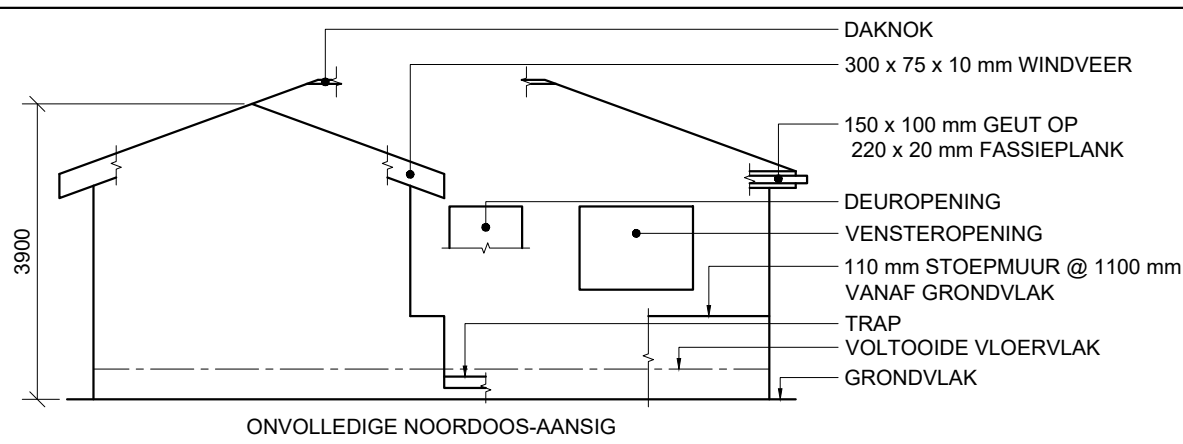 DAKNOK
300 x 75 x 10 mm WINDVEER
150 x 100 mm GEUT OP
220 x 20 mm FASSIEPLANK
DEUROPENING
VENSTEROPENING
110 mm STOEPMUUR @ 1100 mm
VANAF GRONDVLAK
TRAP
VOLTOOIDE VLOERVLAK
GRONDVLAK
3900
ONVOLLEDIGE NOORDOOS-AANSIG